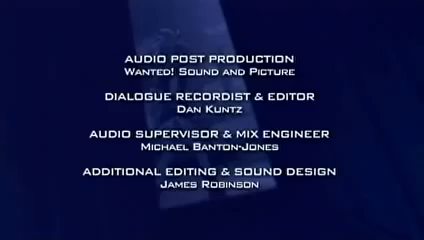 AUDIO POST PRODUCTION
WANTED! SOUND AND PICTURE
DIALOGUE RECORDIST & EDITOR
DAN KUNTZ
AUDIO SUPERVISOR & MIX ENGINEER
MICHAEL BANTON-JONES
ADDITIONAL EDITING & SOUND DESIGN
JAMES ROBINSON